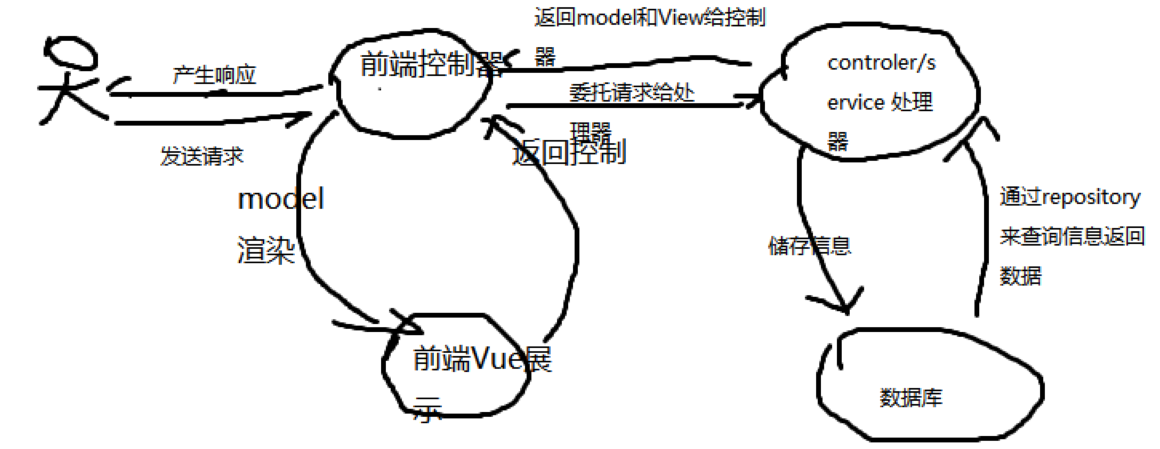 返回model和View给控制
器
前端控制器
产生响应
委托请求给处
理器
controler/s
ervice 处理
器
发送请求
返回控制
model
渲染
储存信息
通过repository
来查询信息返回
数据
前端Vue展
示
数据库